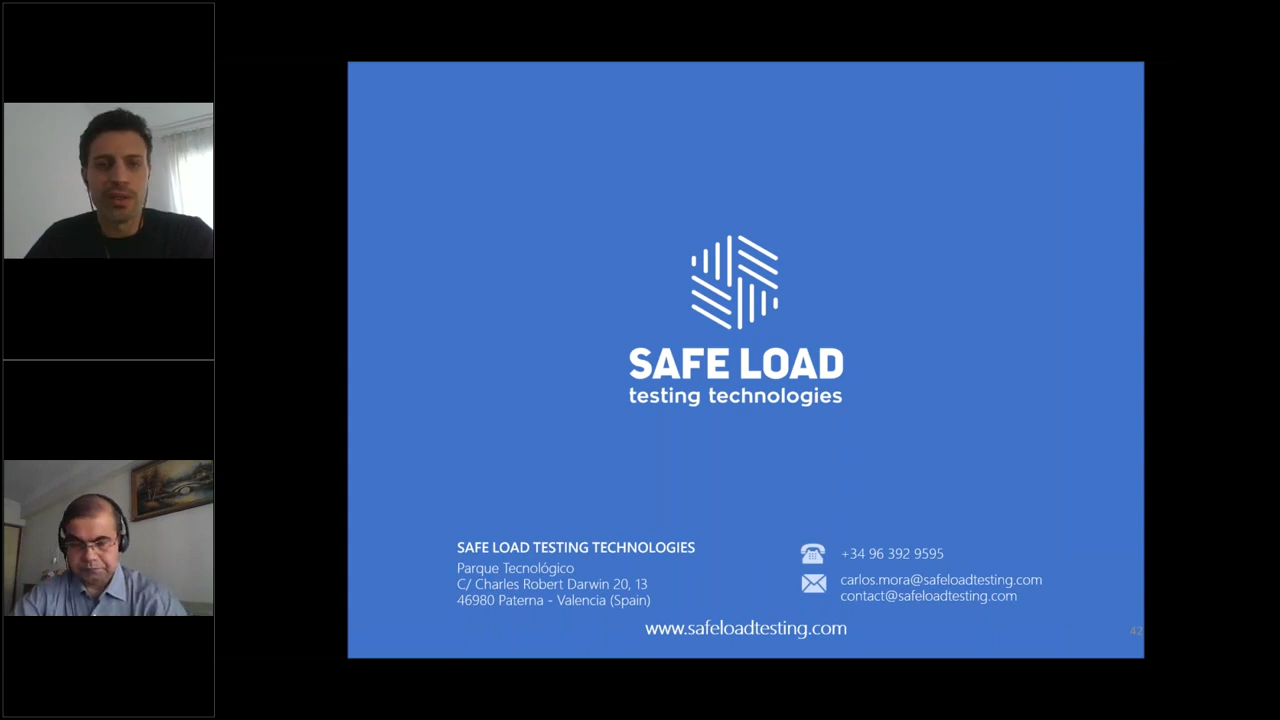 SAFE LOAD
testing technologies
SAFE LOAD TESTING TECHNOLOGIES
Parque Tecnológico
C/ Charles Robert Darwin 20, 13
46980 Paterna - Valencia (Spain)
+34 96 392 9595
carlos.mora@safeloadtesting.com
contact@safeloadtesting.com
www.safeloadtesting.com
42